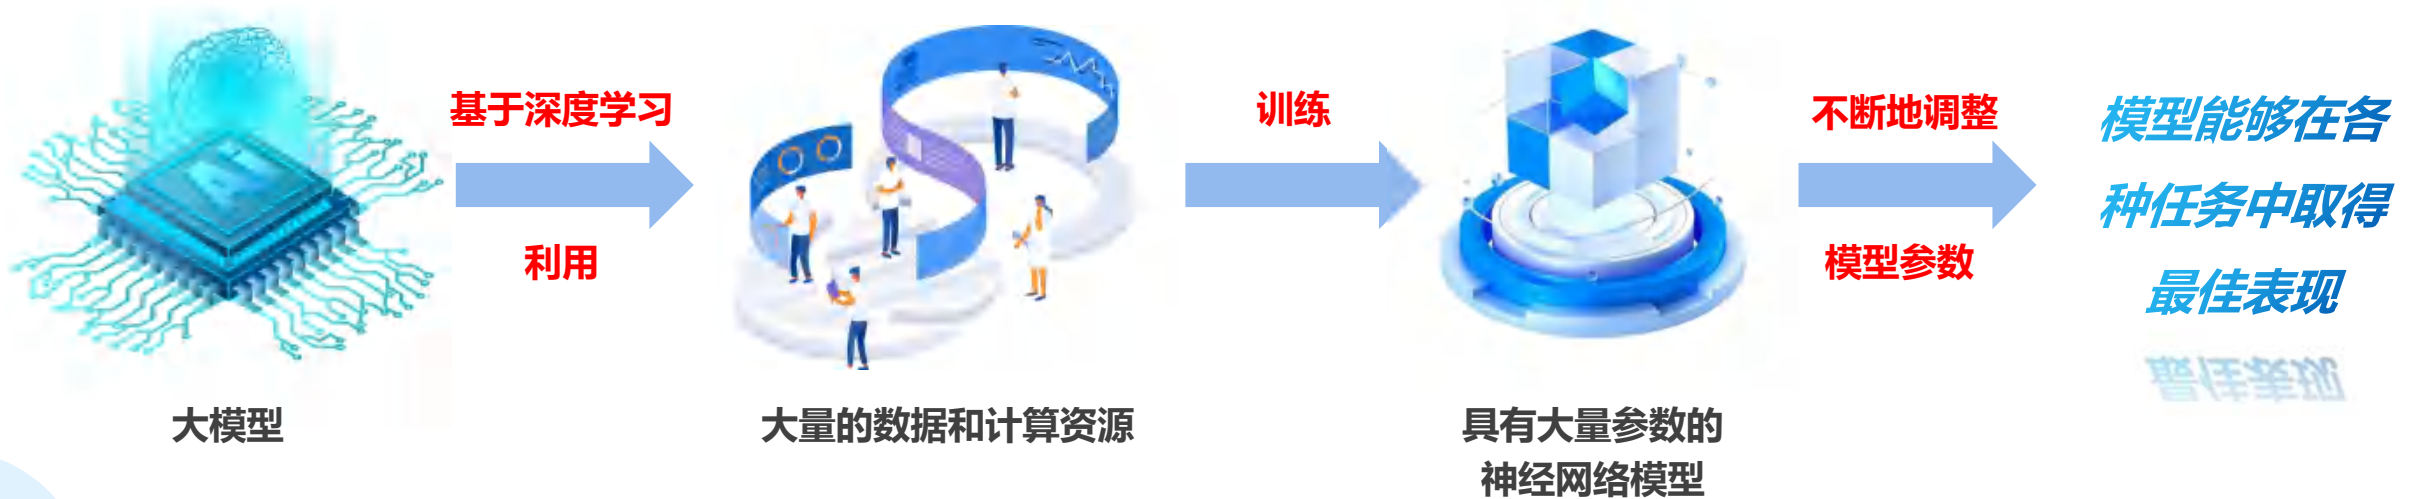 基于深度学习
利用
大模型
大量的数据和计算资源
训练
具有大量参数的
神经网络模型
不断地调整
模型参数
模型能够在各
种任务中取得
最佳表现